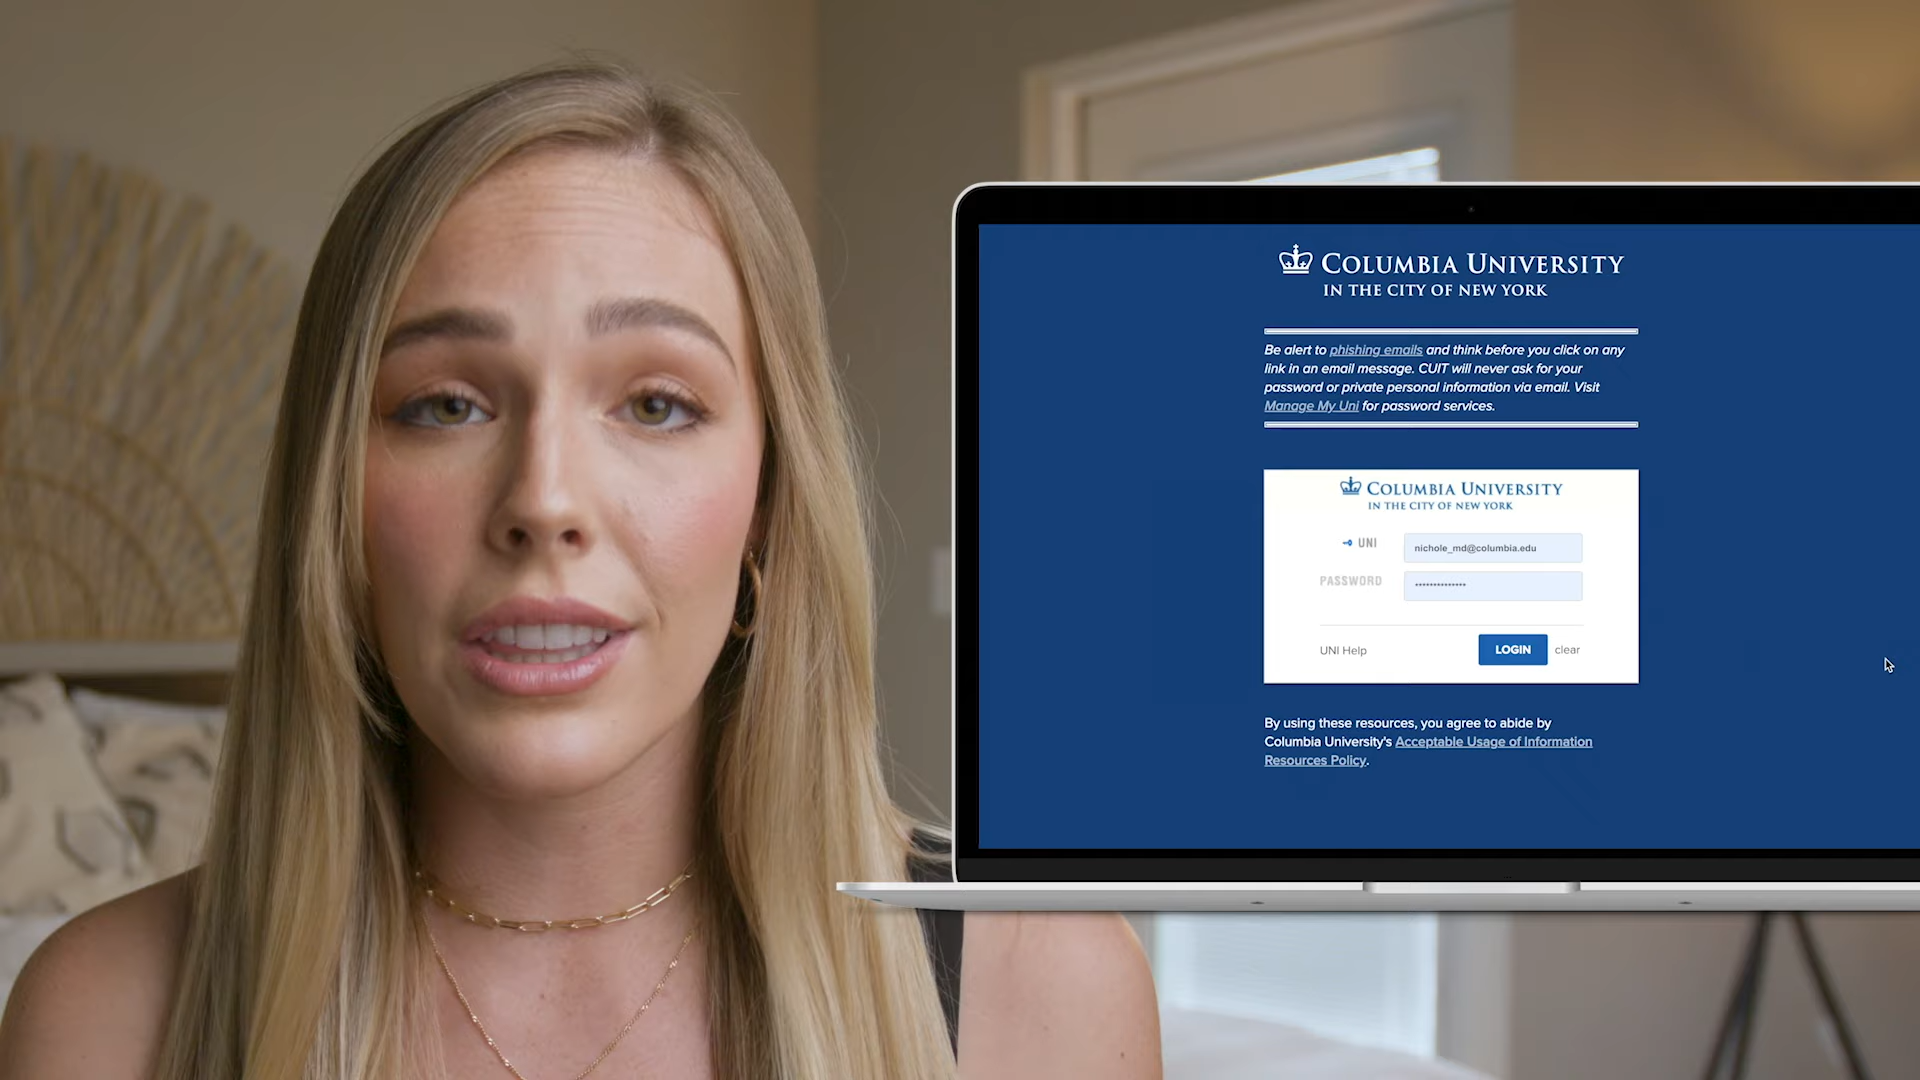 COLUMBIA UNIVERSITY
IN THE CITY OF NEW YORK
Be alert to phishing emails and think before you click on any
link in an email message. CUIT will never ask for your
password or private personal information via email. Visit
Manage My Uni for password services.
COLUMBIA UNIVERSITY
IN THE CITY OF NEW YORK
UNI
nichole_md@columbia.edu
PASSWORD
**************
UNI Help
LOGIN
clear
By using these resources, you agree to abide by
Columbia University's Acceptable Usage of Information
Resources Policy.